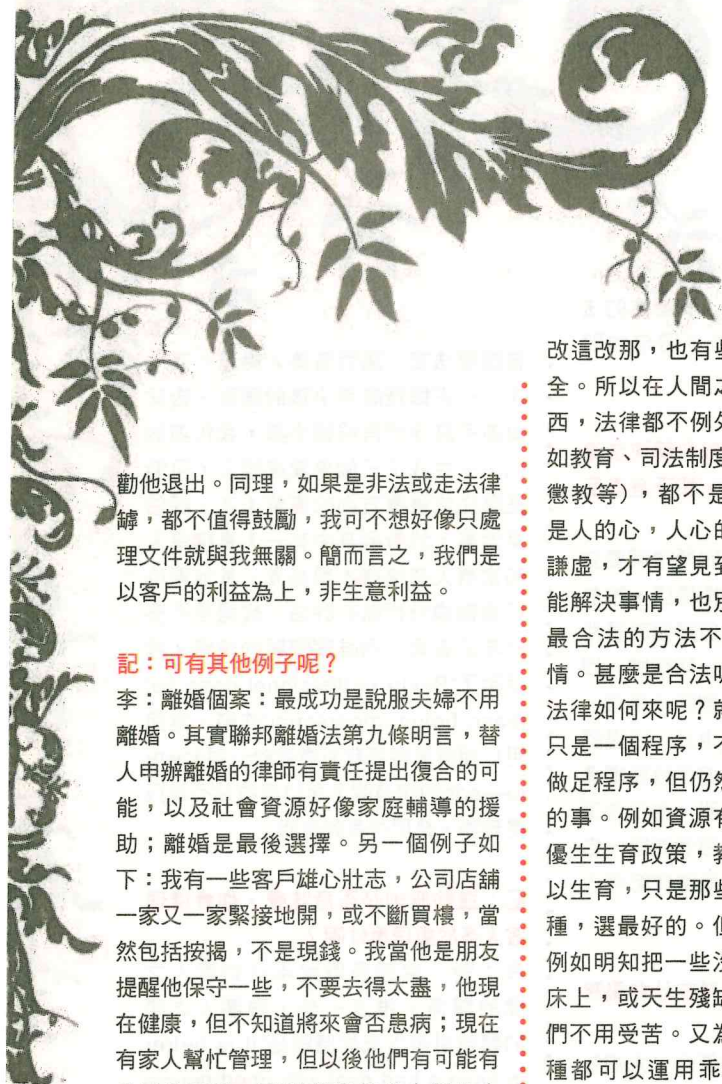 勸他退出。同理，如果是非法或走法律
罅，都不值得鼓勵，我可不想好像只處
理文件就與我無關。簡而言之，我們是
以客戶的利益為上，非生意利益。
記：可有其他例子呢？
李：離婚個案：最成功是說服夫婦不用
離婚。其實聯邦離婚法第九條明言，替
人申辦離婚的律師有責任提出復合的可
能，以及社會資源好像家庭輔導的援
助；離婚是最後選擇。另一個例子如
下：我有一些客戶雄心壯志，公司店舖
一家又一家緊接地開，或不斷買樓，當
然包括按揭，不是現錢。我當他是朋友
提醒他保守一些，不要去得太盡，他現
在健康，但不知道將來會否患病；現在
有家人幫忙管理，但以後他們有可能有
改這改那，也有些
全。所以在人間之
西，法律都不例外
如教育、司法制度
懲教等），都不是
是人的心，人心的
謙虛，才有望見到
能解決事情，也別
最合法的方法不
情。甚麼是合法呢
法律如何來呢？就
只是一個程序，不
做足程序，但仍然
的事。例如資源有
優生生育政策，教
以生育，只是那些
種，選最好的。但
例如明知把一些法
床上，或天生殘缺
們不用受苦。又為
種都可以運用乖